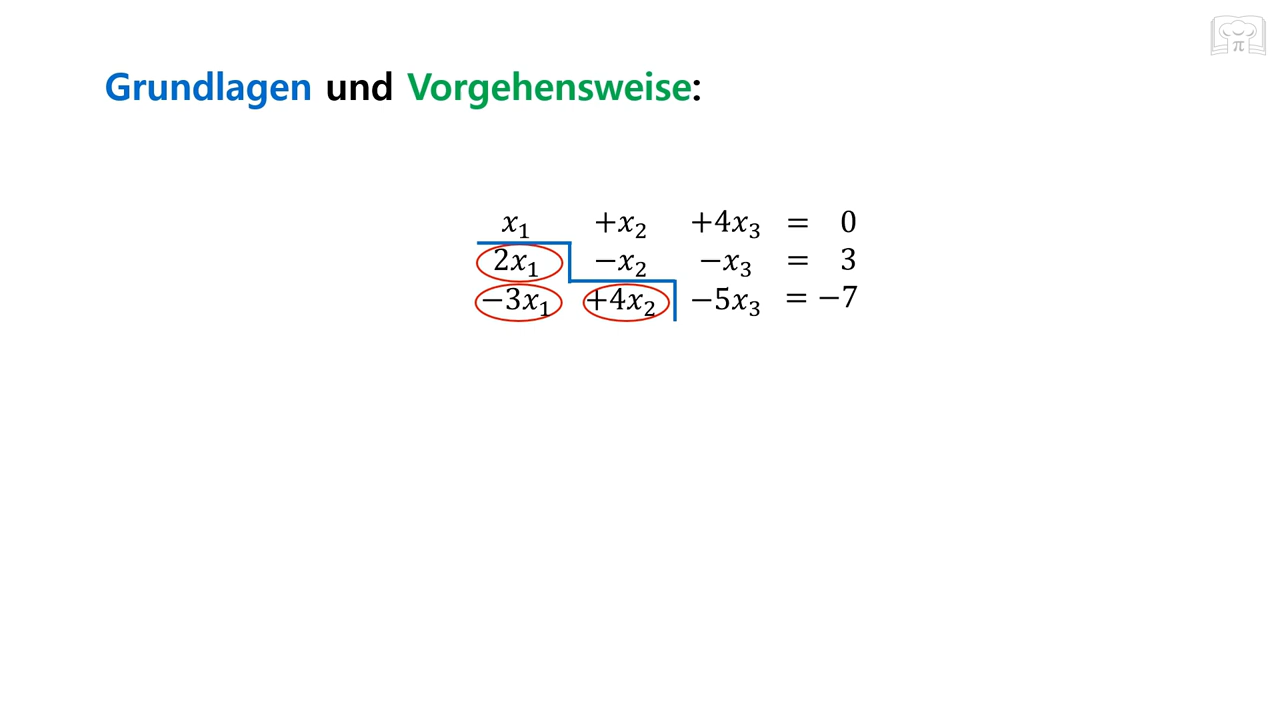 Grundlagen und Vorgehensweise:
x₁ +x₂ +4x₃ = 0
2x₁ −x₂ −x₃ = 3
−3x₁ +4x₂ −5x₃ = −7
π